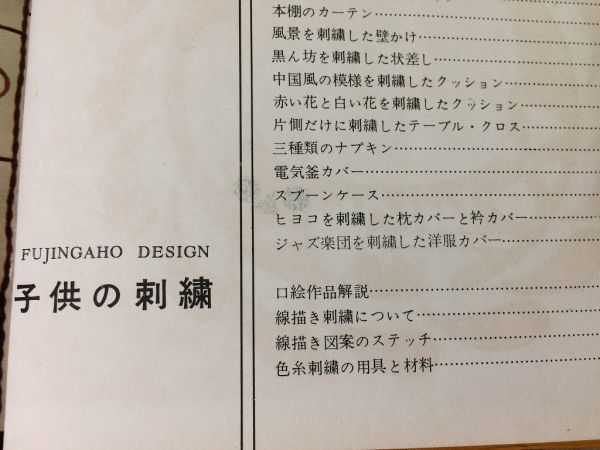 FUJINGAHO DESIGN
子供の刺繍
本棚のカーテン
風景を刺繍した壁かけ
黒ん坊を刺繍した状差し
中国風の模様を刺繍したクッション
赤い花と白い花を刺繍したクッション
片側だけに刺繍したテーブル・クロス
三種類のナプキン
電気釜カバー
スプーンケース
ヒヨコを刺繍した枕カバーと衿カバー
ジャズ楽団を刺繍した洋服カバー
口絵作品解説
線描き刺繍について
線描き図案のステッチ
色糸刺繍の用具と材料